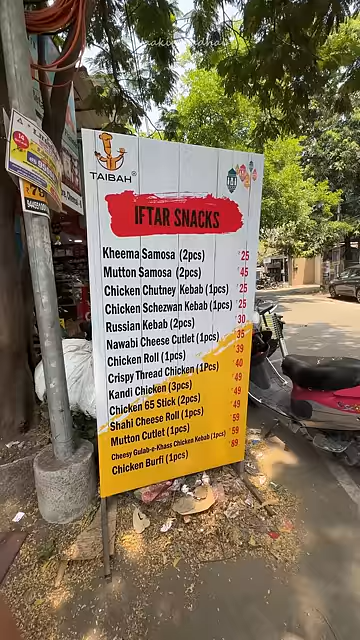 TAIBAH®
IFTAR SNACKS
Kheema Samosa (2pcs) 25
Mutton Samosa (2pcs) 45
Chicken Chutney Kebab (1pcs) 25
Chicken Schezwan Kebab (1pcs) 25
Russian Kebab (2pcs) 30
Nawabi Cheese Cutlet (1pcs) 35
Chicken Roll (1pcs) 39
Crispy Thread Chicken (1Pcs) 40
Kandi Chicken (3pcs) 49
Chicken 65 Stick (2pcs) 49
Shahi Cheese Roll (1pcs) 49
Mutton Cutlet (1pcs) 59
Cheesy Gulab-e-Khass Chicken Kebab (1pcs) 59
Chicken Burfi (1pcs) 89